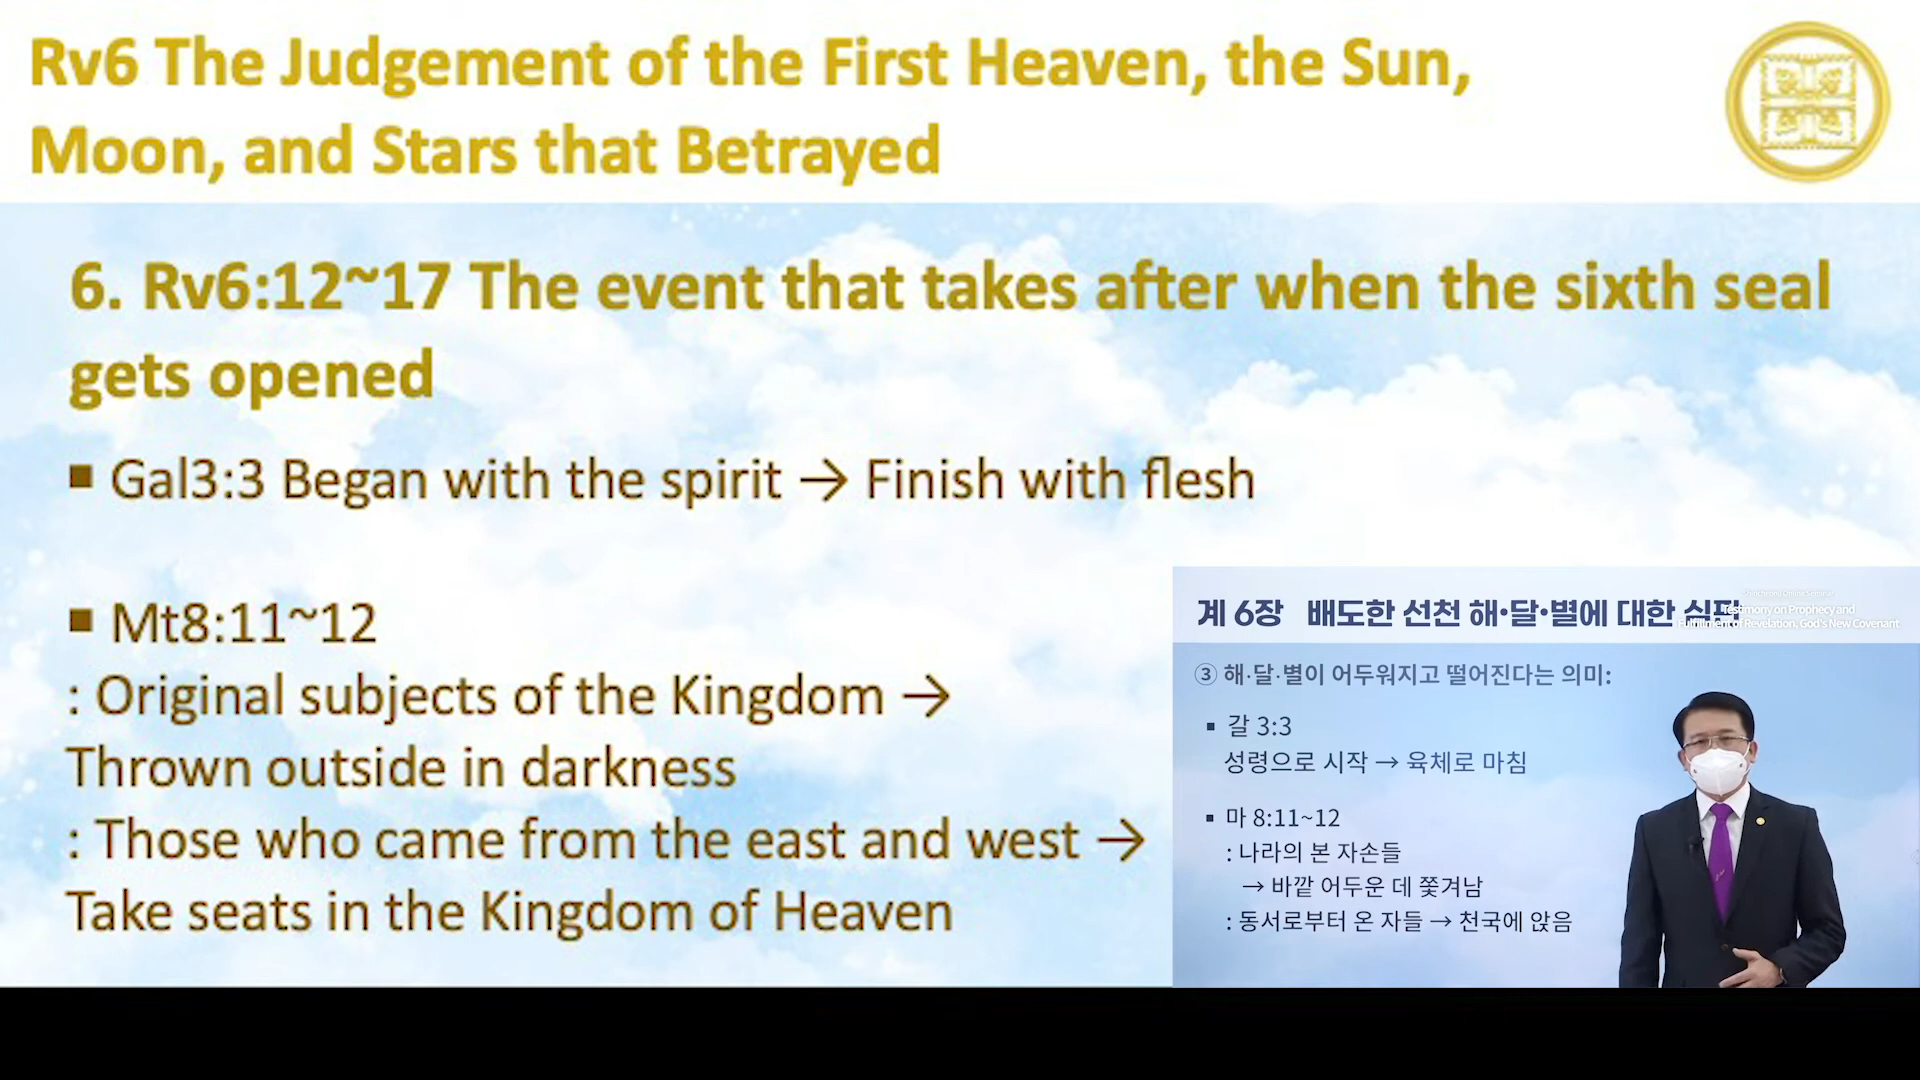 Rv6 The Judgement of the First Heaven, the Sun,
Moon, and Stars that Betrayed
6. Rv6:12~17 The event that takes after when the sixth seal
gets opened
■ Gal3:3 Began with the spirit → Finish with flesh
■ Mt8:11~12
: Original subjects of the Kingdom →
Thrown outside in darkness
: Those who came from the east and west →
Take seats in the Kingdom of Heaven
계 6장 배도한 선천 해·달·별에 대한 심판
Testimony on Prophecy and
Fulfillment of Revelation, God's New Covenant
③ 해·달·별이 어두워지고 떨어진다는 의미:
▪ 갈 3:3
성령으로 시작 → 육체로 마침
▪ 마 8:11~12
: 나라의 본 자손들
→ 바깥 어두운 데 쫓겨남
: 동서로부터 온 자들 → 천국에 앉음